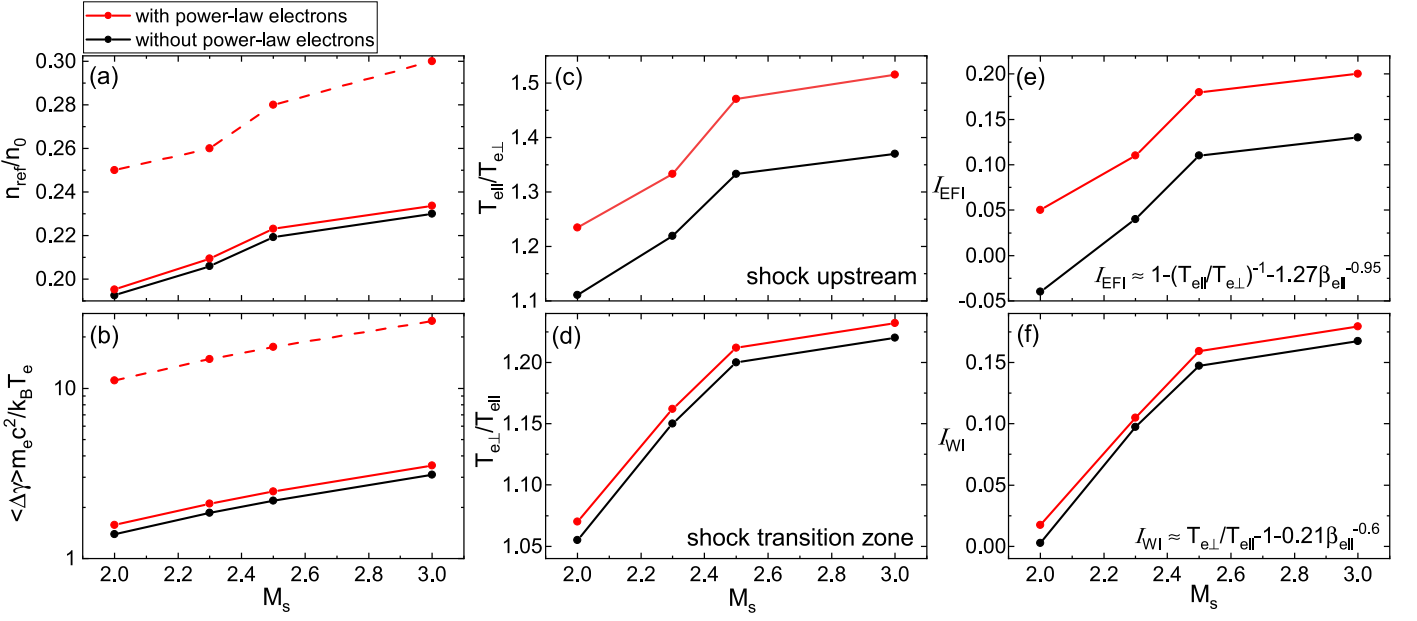 with power-law electrons
without power-law electrons
(a)
0.30
0.28
0.26
0.24
0.22
0.20
n_ref/n_0
(b)
10
1
<Δγ>m_e c^2/k_B T_e
2.0 2.2 2.4 2.6 2.8 3.0
M_s
(c)
1.5
1.4
1.3
1.2
1.1
T_e||/T_e⊥
shock upstream
(d)
1.20
1.15
1.10
1.05
T_e⊥/T_e||
shock transition zone
2.0 2.2 2.4 2.6 2.8 3.0
M_s
(e)
0.20
0.15
0.10
0.05
0.00
-0.05
I_EFI
I_EFI ≈ 1-(T_e||/T_e⊥)^-1-1.27β_e||^-0.95
(f)
0.15
0.10
0.05
0.00
I_WI
I_WI ≈ T_e⊥/T_e||-1-0.21β_e||^-0.6
2.0 2.2 2.4 2.6 2.8 3.0
M_s